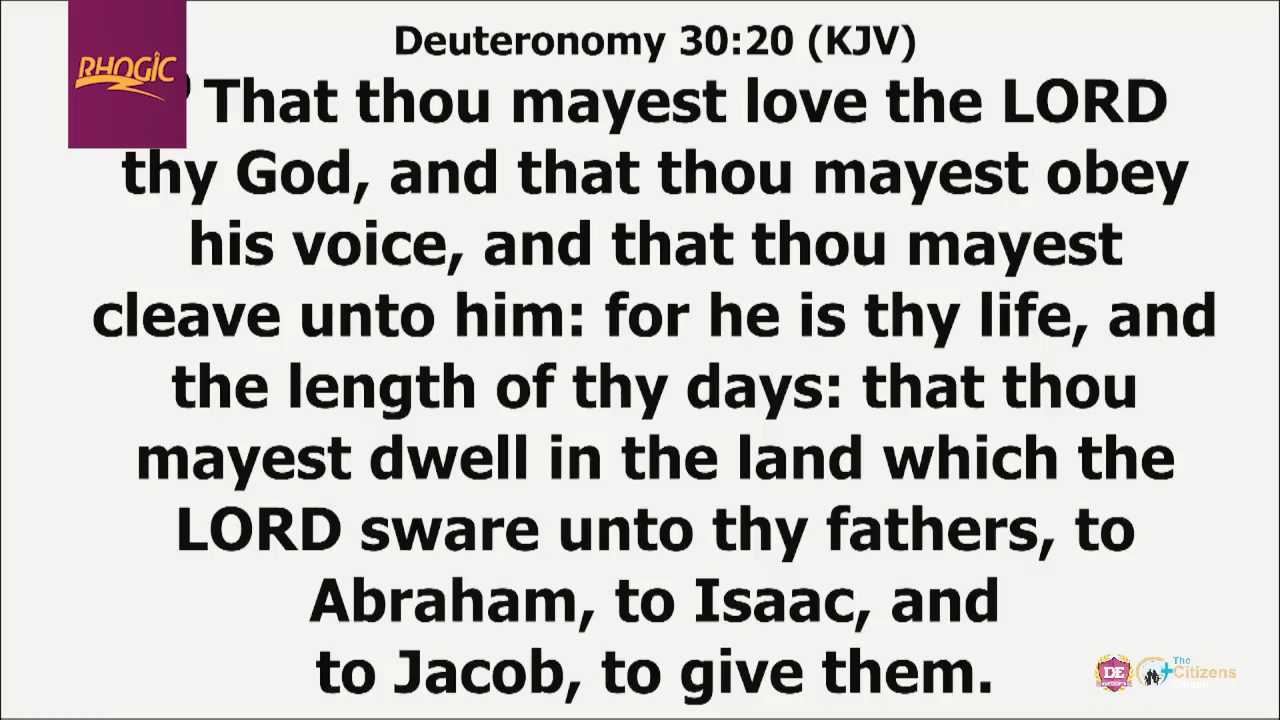 RHOGIC
Deuteronomy 30:20 (KJV)
That thou mayest love the LORD
thy God, and that thou mayest obey
his voice, and that thou mayest
cleave unto him: for he is thy life, and
the length of thy days: that thou
mayest dwell in the land which the
LORD sware unto thy fathers, to
Abraham, to Isaac, and
to Jacob, to give them.
DE
The
Citizens